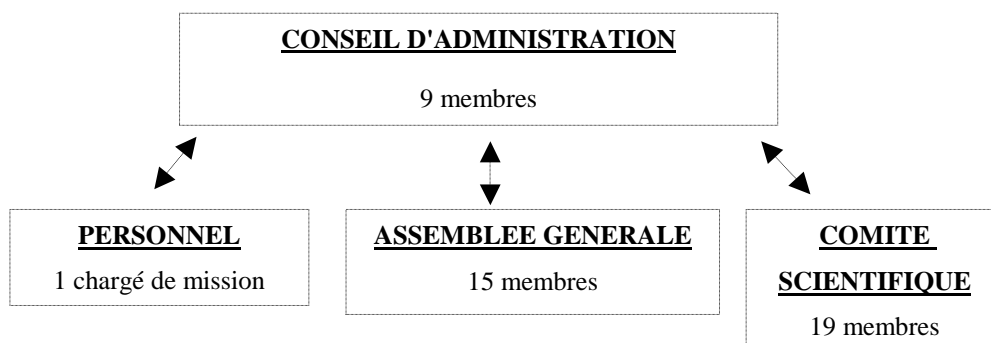 CONSEIL D'ADMINISTRATION
9 membres
PERSONNEL
1 chargé de mission
ASSEMBLEE GENERALE
15 membres
COMITE
SCIENTIFIQUE
19 membres